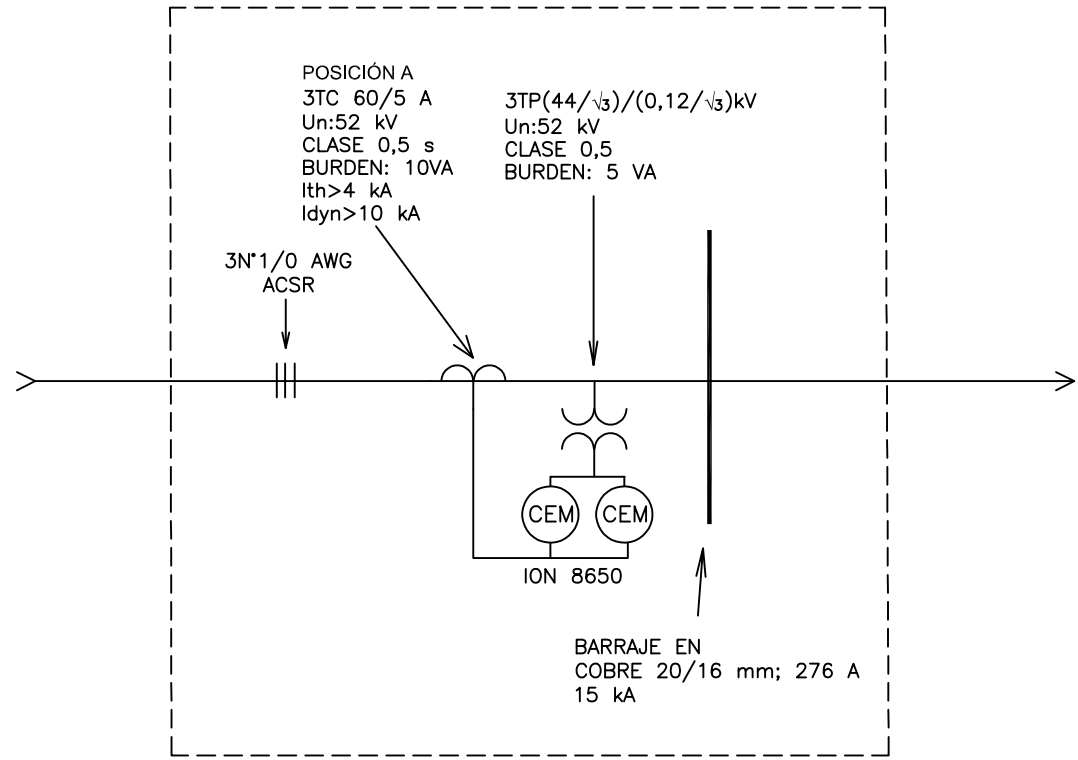 POSICIÓN A
3TC 60/5 A
Un:52 kV
CLASE 0,5 s
BURDEN: 10VA
Ith>4 kA
Idyn>10 kA
3TP(44/√3)/(0,12/√3)kV
Un:52 kV
CLASE 0,5
BURDEN: 5 VA
3N°1/0 AWG
ACSR
CEM
CEM
ION 8650
BARRAJE EN
COBRE 20/16 mm; 276 A
15 kA